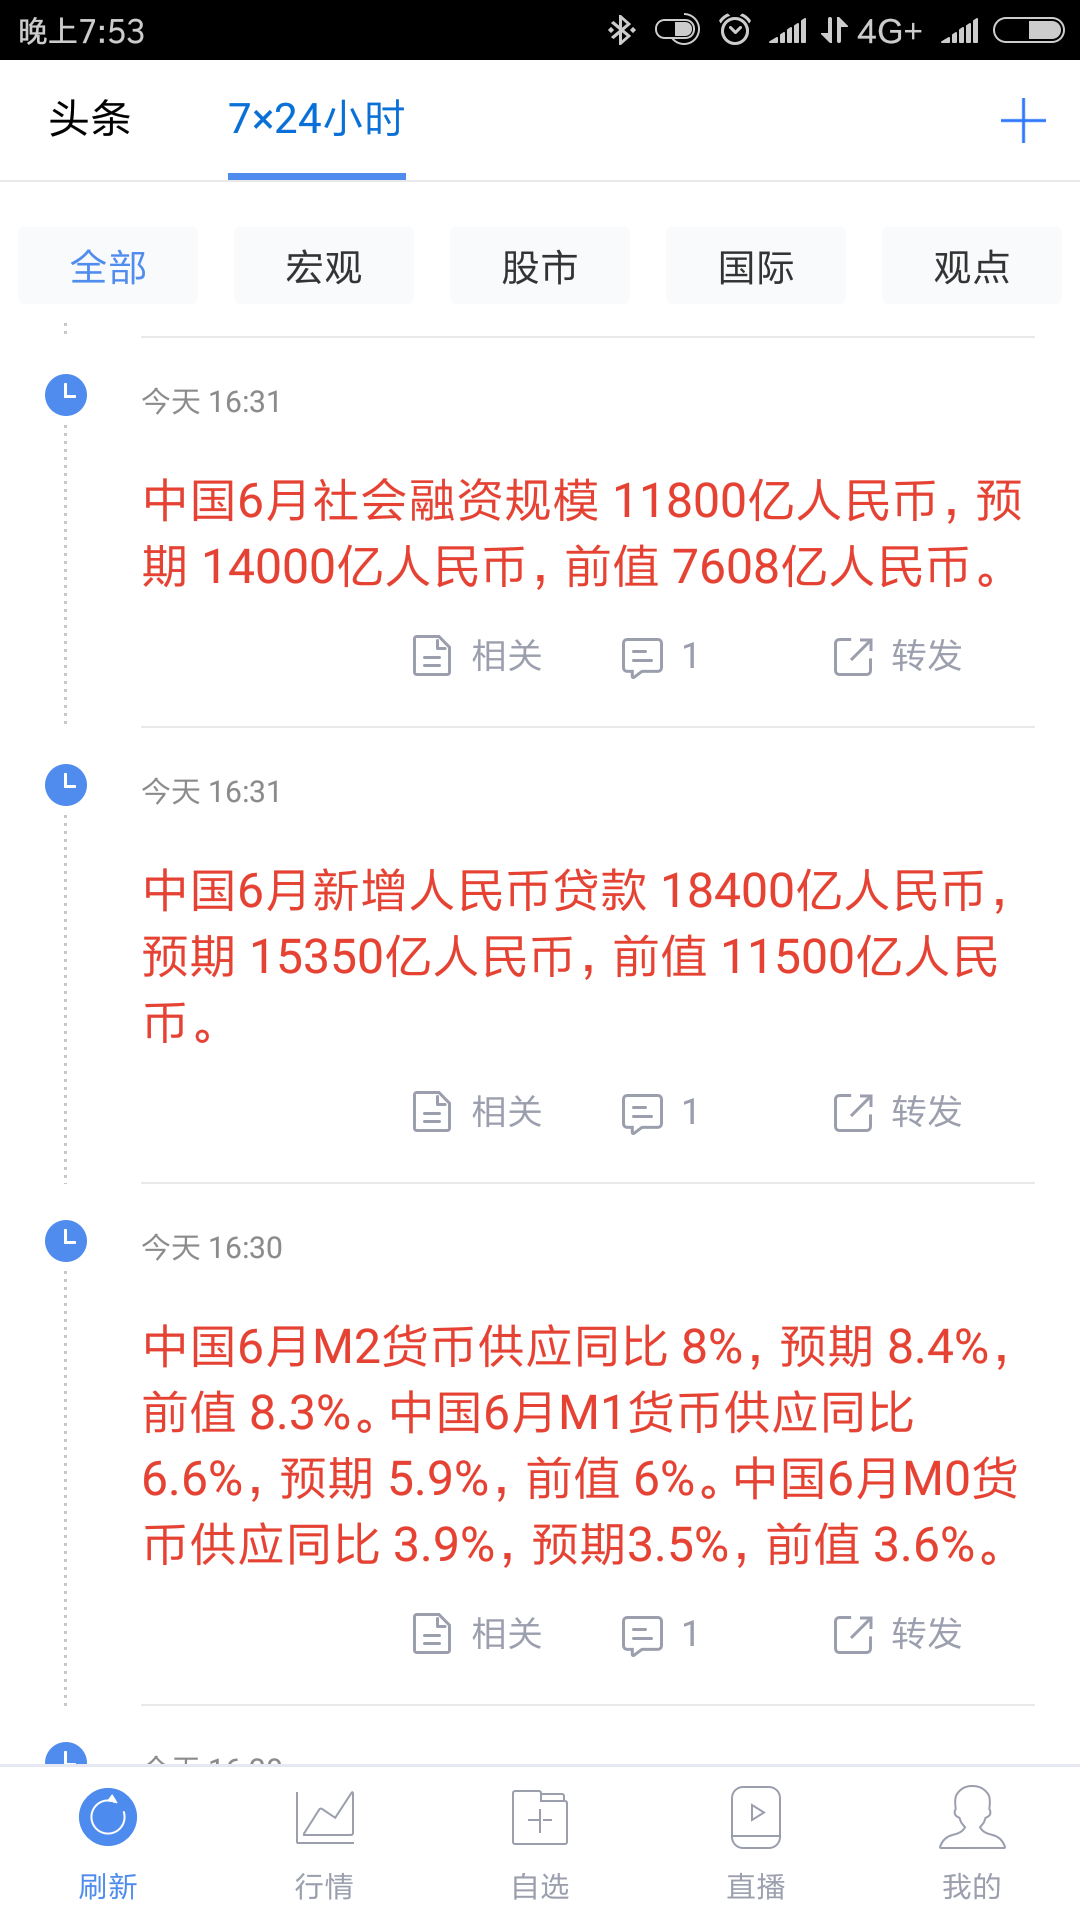 晚上7:53 4G+
头条 7×24小时
全部 宏观 股市 国际 观点
今天 16:31
中国6月社会融资规模 11800亿人民币，预
期 14000亿人民币，前值 7608亿人民币。
相关 1 转发
今天 16:31
中国6月新增人民币贷款 18400亿人民币，
预期 15350亿人民币，前值 11500亿人民
币。
相关 1 转发
今天 16:30
中国6月M2货币供应同比 8%，预期 8.4%，
前值 8.3%。中国6月M1货币供应同比
6.6%，预期 5.9%，前值 6%。中国6月M0货
币供应同比 3.9%，预期3.5%，前值 3.6%。
相关 1 转发
刷新 行情 自选 直播 我的